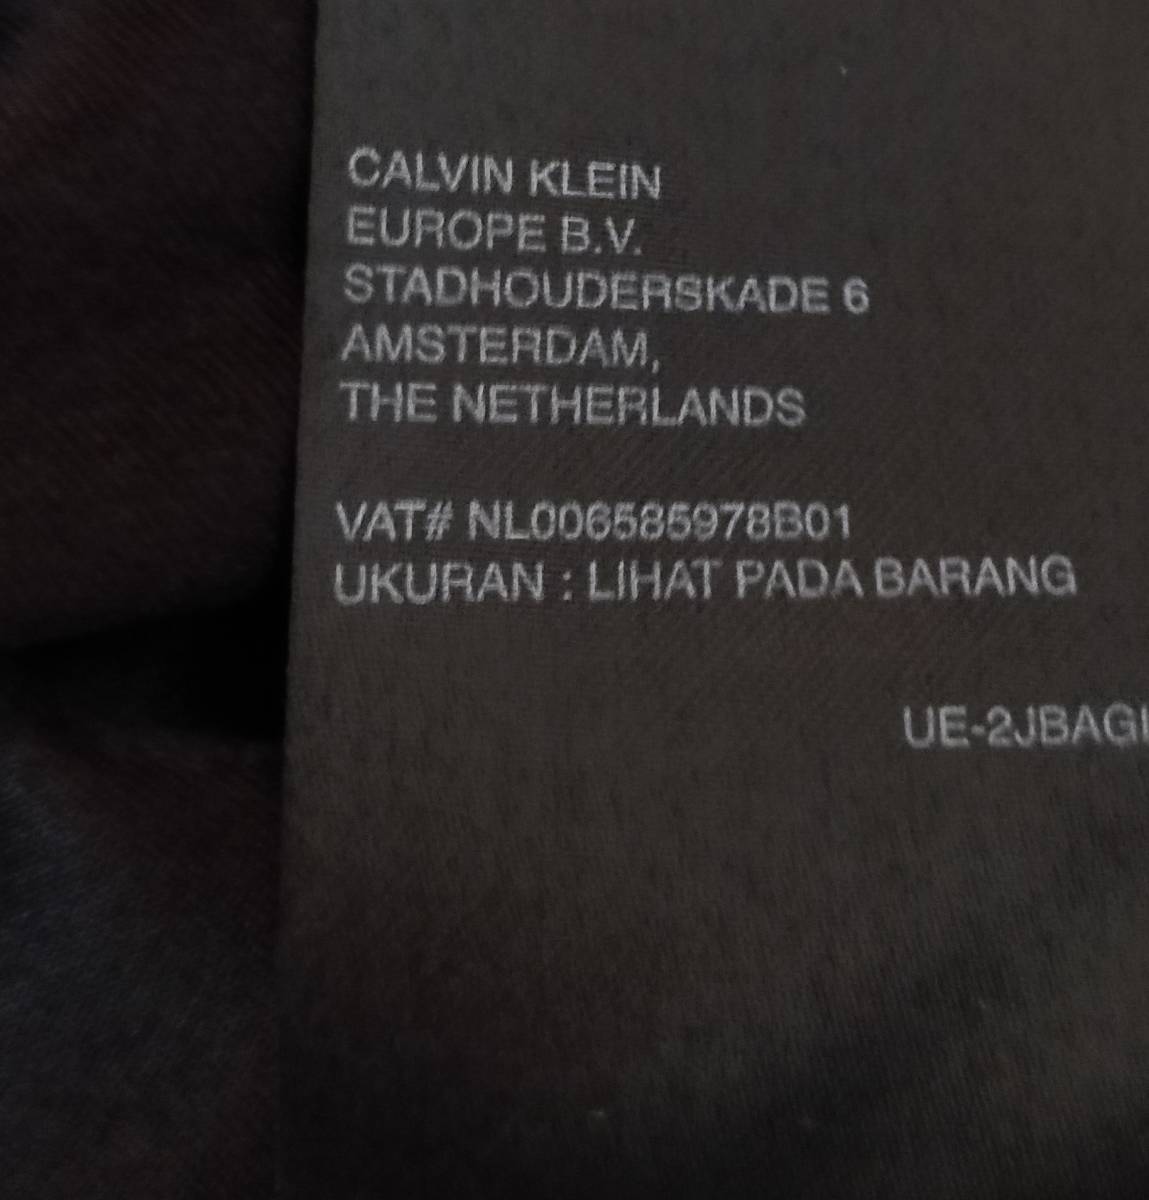 CALVIN KLEIN
EUROPE B.V.
STADHOUDERSKADE 6
AMSTERDAM,
THE NETHERLANDS
VAT# NL006585978B01
UKURAN : LIHAT PADA BARANG